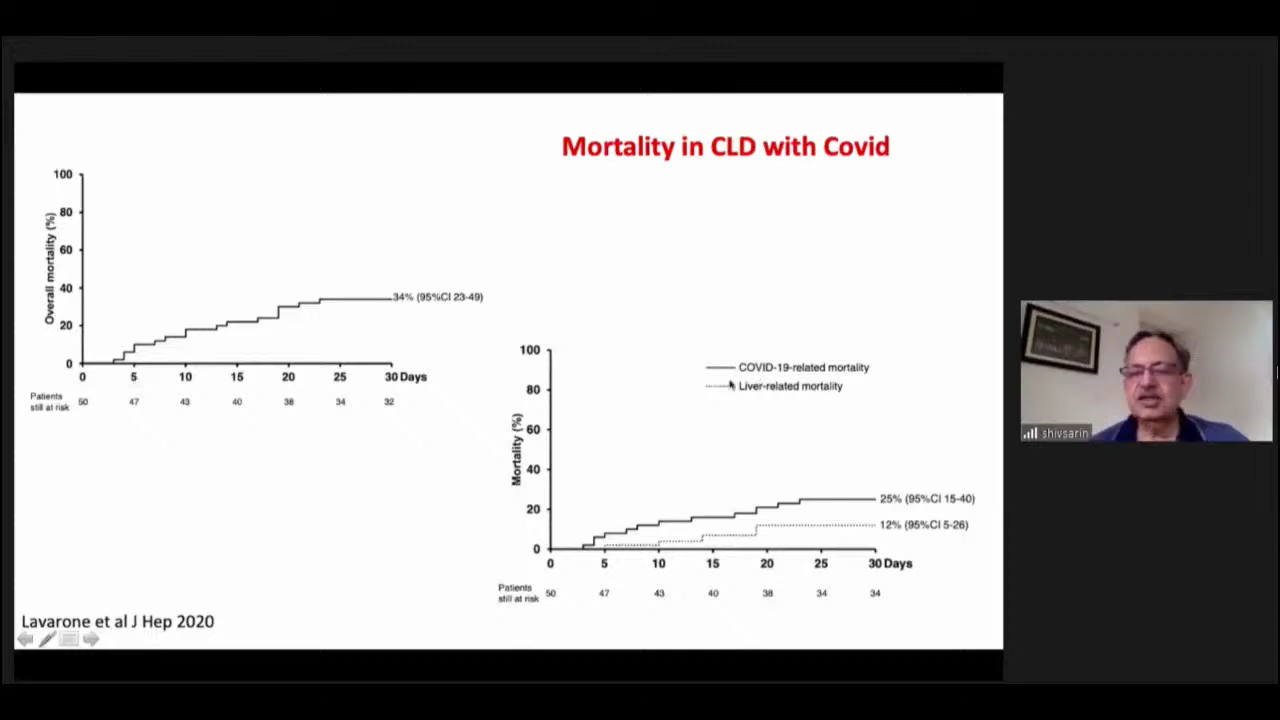 Mortality in CLD with Covid
Overall mortality (%)
100
80
60
40
20
0
34% (95%CI 23-49)
0 5 10 15 20 25 30 Days
Patients
still at risk
50 47 43 40 38 34 32
Mortality (%)
100
80
60
40
20
0
COVID-19-related mortality
Liver-related mortality
25% (95%CI 15-40)
12% (95%CI 5-26)
0 5 10 15 20 25 30 Days
Patients
still at risk
50 47 43 40 38 34 34
Lavarone et al J Hep 2020
shivsarin